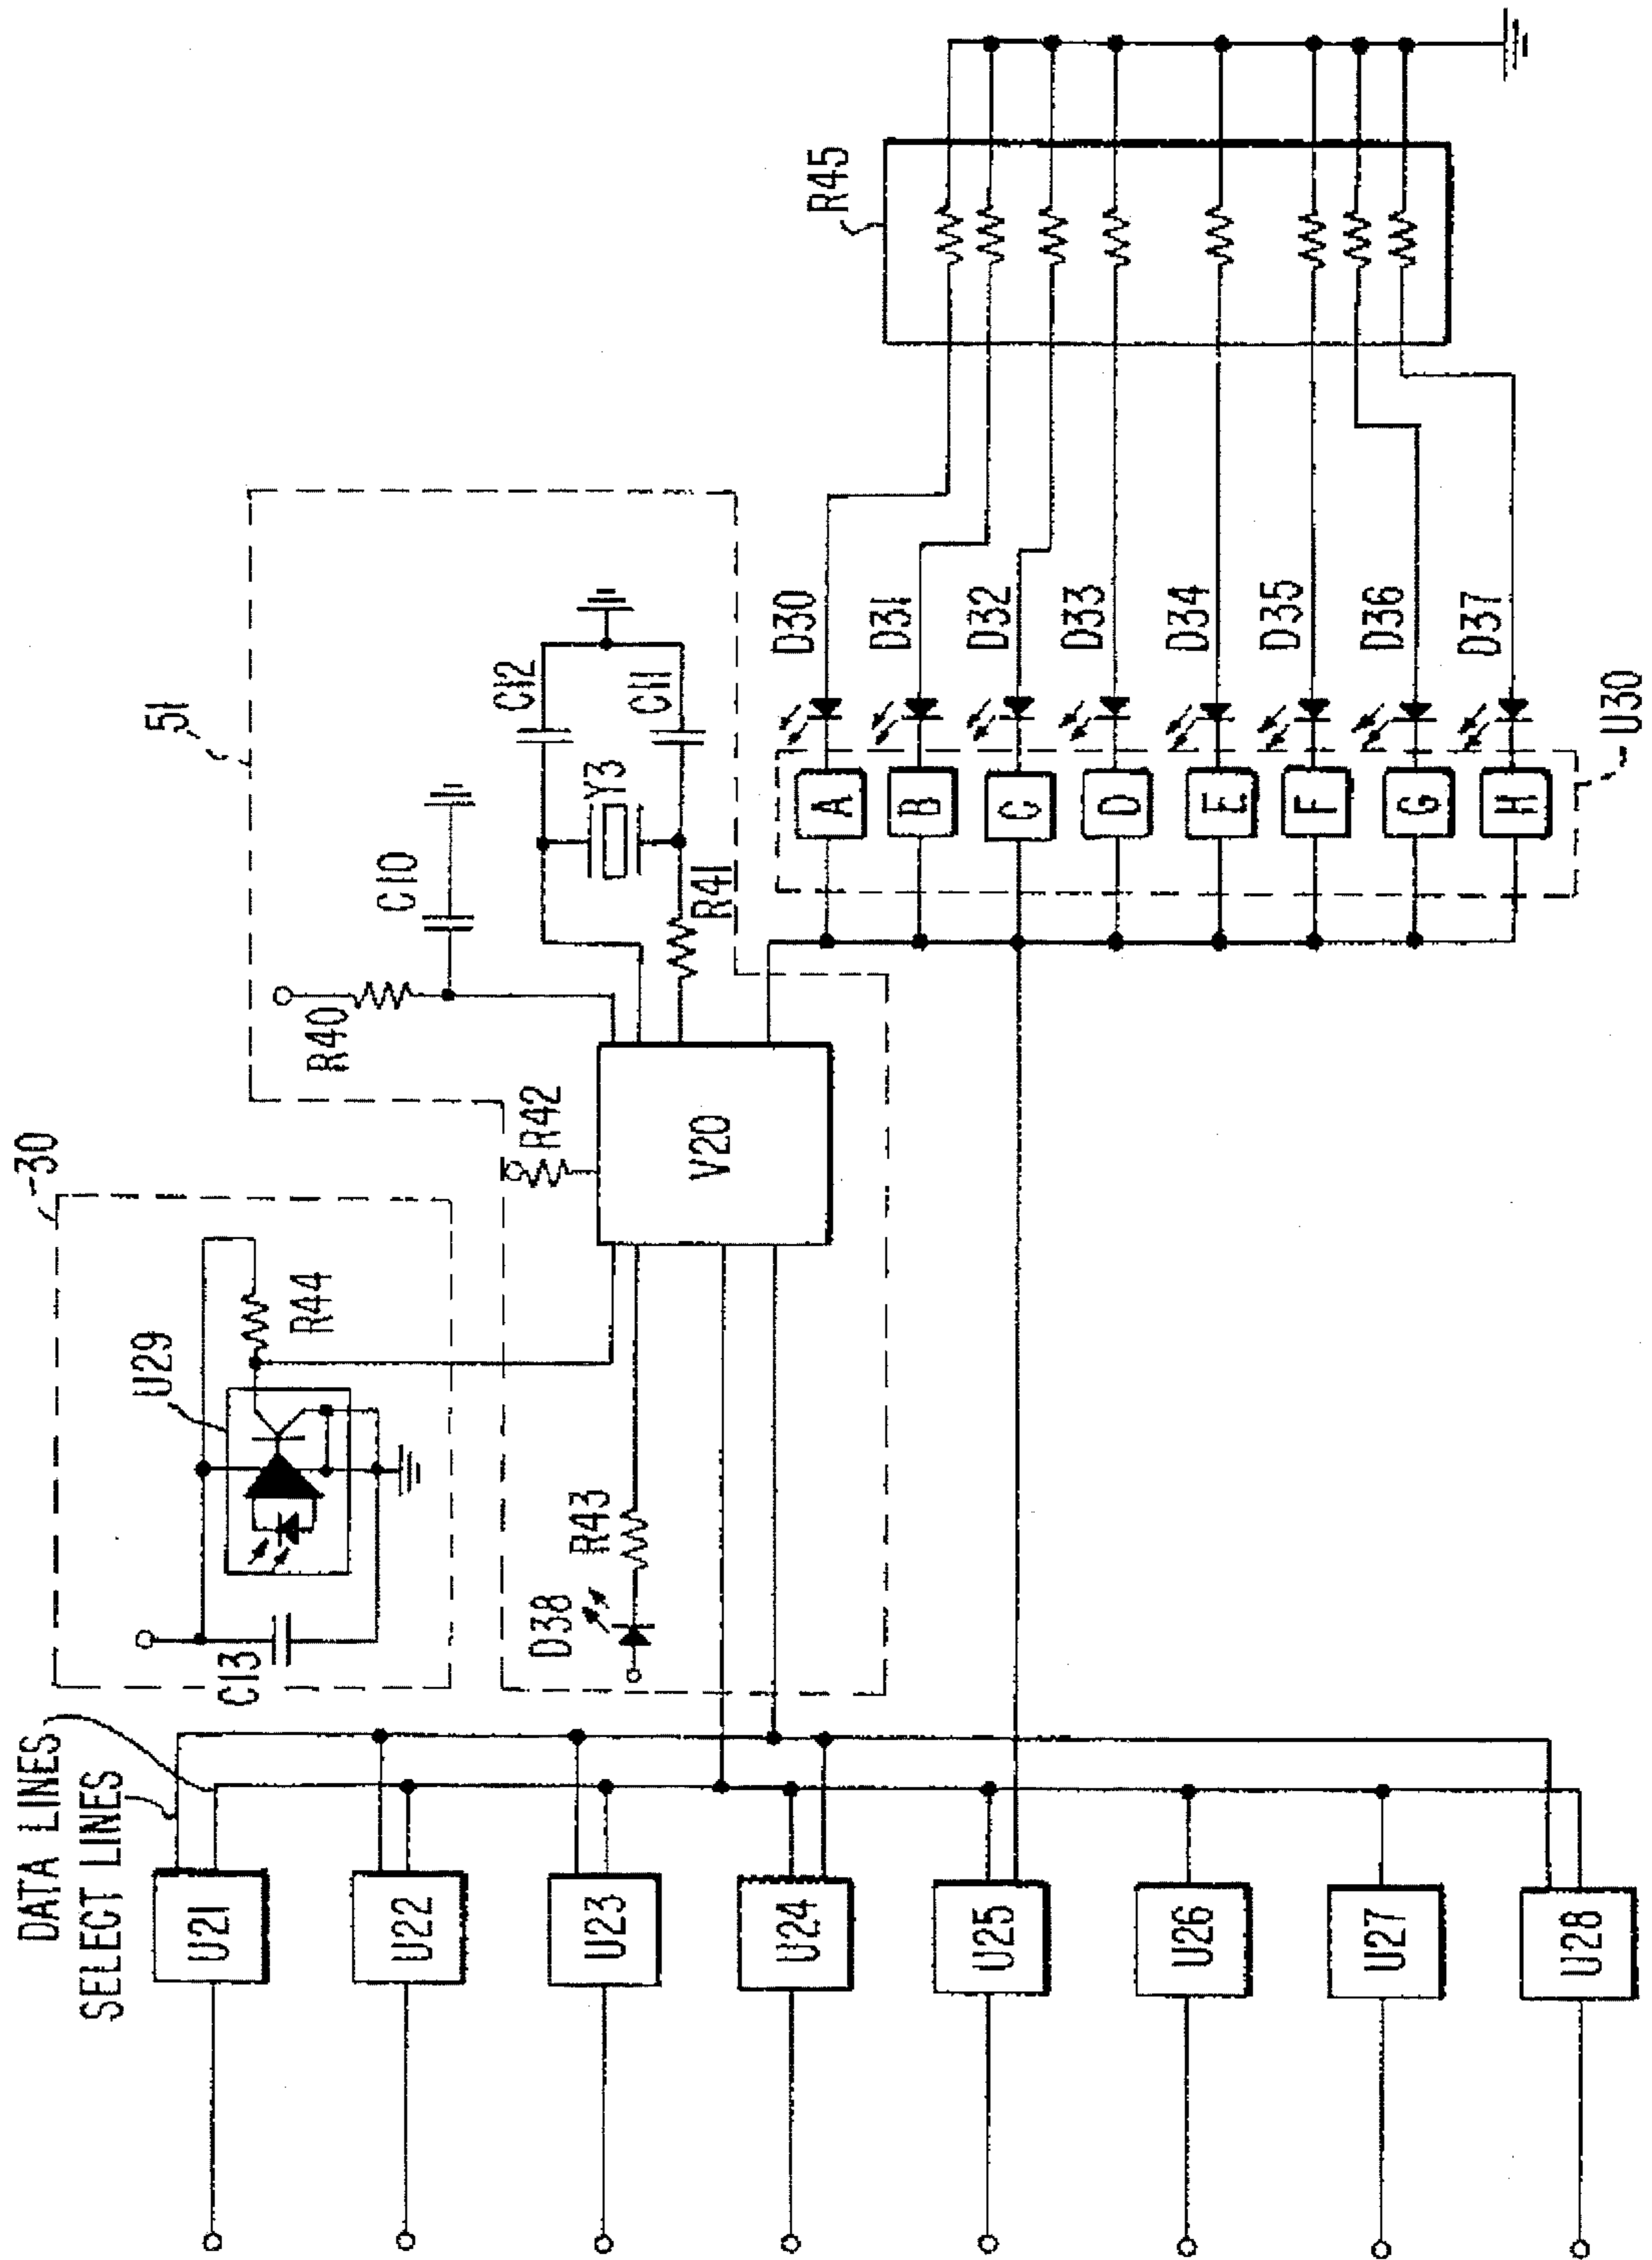 DATA LINES
SELECT LINES
U21
U22
U23
U24
U25
U26
U27
U28
30
U29
R44
C13
51
R40
C10
R42
V20
D38
R43
R41
Y3
C12
C11
D30
D31
D32
D33
D34
D35
D36
D37
A
B
C
D
E
F
G
H
U30
R45